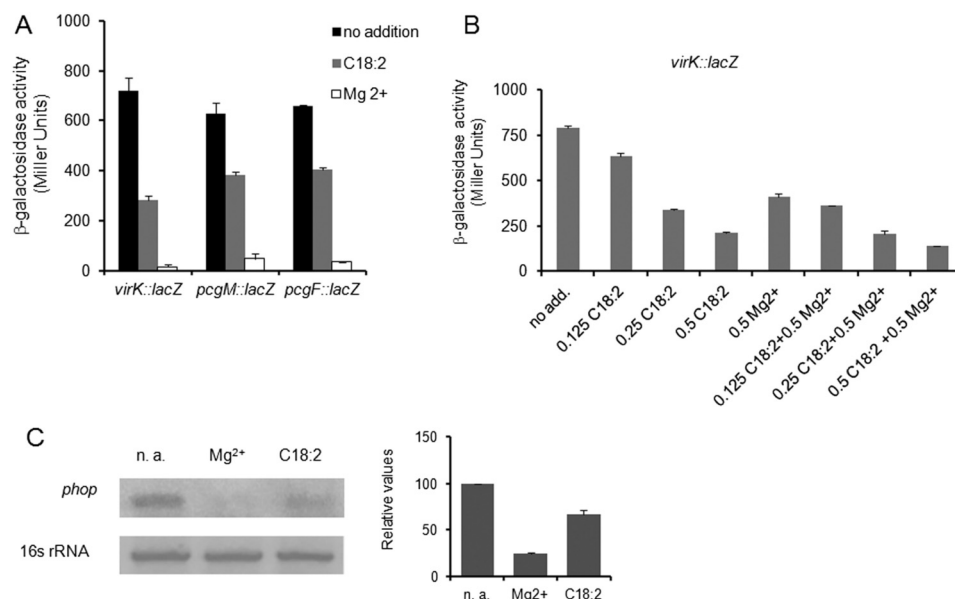 A
β-galactosidase activity
(Miller Units)
1000
800
600
400
200
0
no addition
C18:2
Mg 2+
virK::lacZ pcgM::lacZ pcgF::lacZ
B
virK::lacZ
β-galactosidase activity
(Miller Units)
1000
750
500
250
0
no add.
0.125 C18:2
0.25 C18:2
0.5 C18:2
0.5 Mg2+
0.125 C18:2+0.5 Mg2+
0.25 C18:2+0.5 Mg2+
0.5 C18:2 +0.5 Mg2+
C
n. a. Mg²⁺ C18:2
phop
16s rRNA
Relative values
150
100
50
0
n. a. Mg2+ C18:2